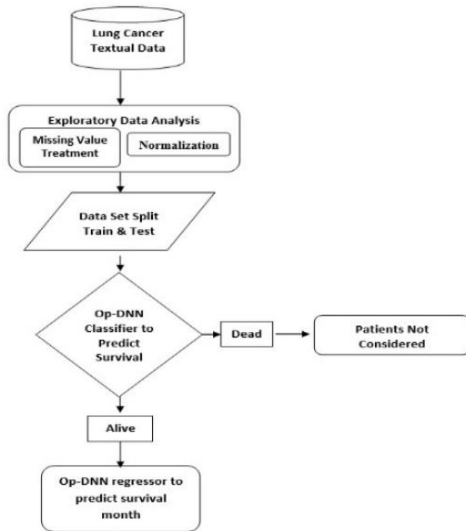 Lung Cancer
Textual Data
Exploratory Data Analysis
Missing Value
Treatment
Normalization
Data Set Split
Train & Test
Op-DNN
Classifier to
Predict
Survival
Dead
Patients Not
Considered
Alive
Op-DNN regressor to
predict survival
month